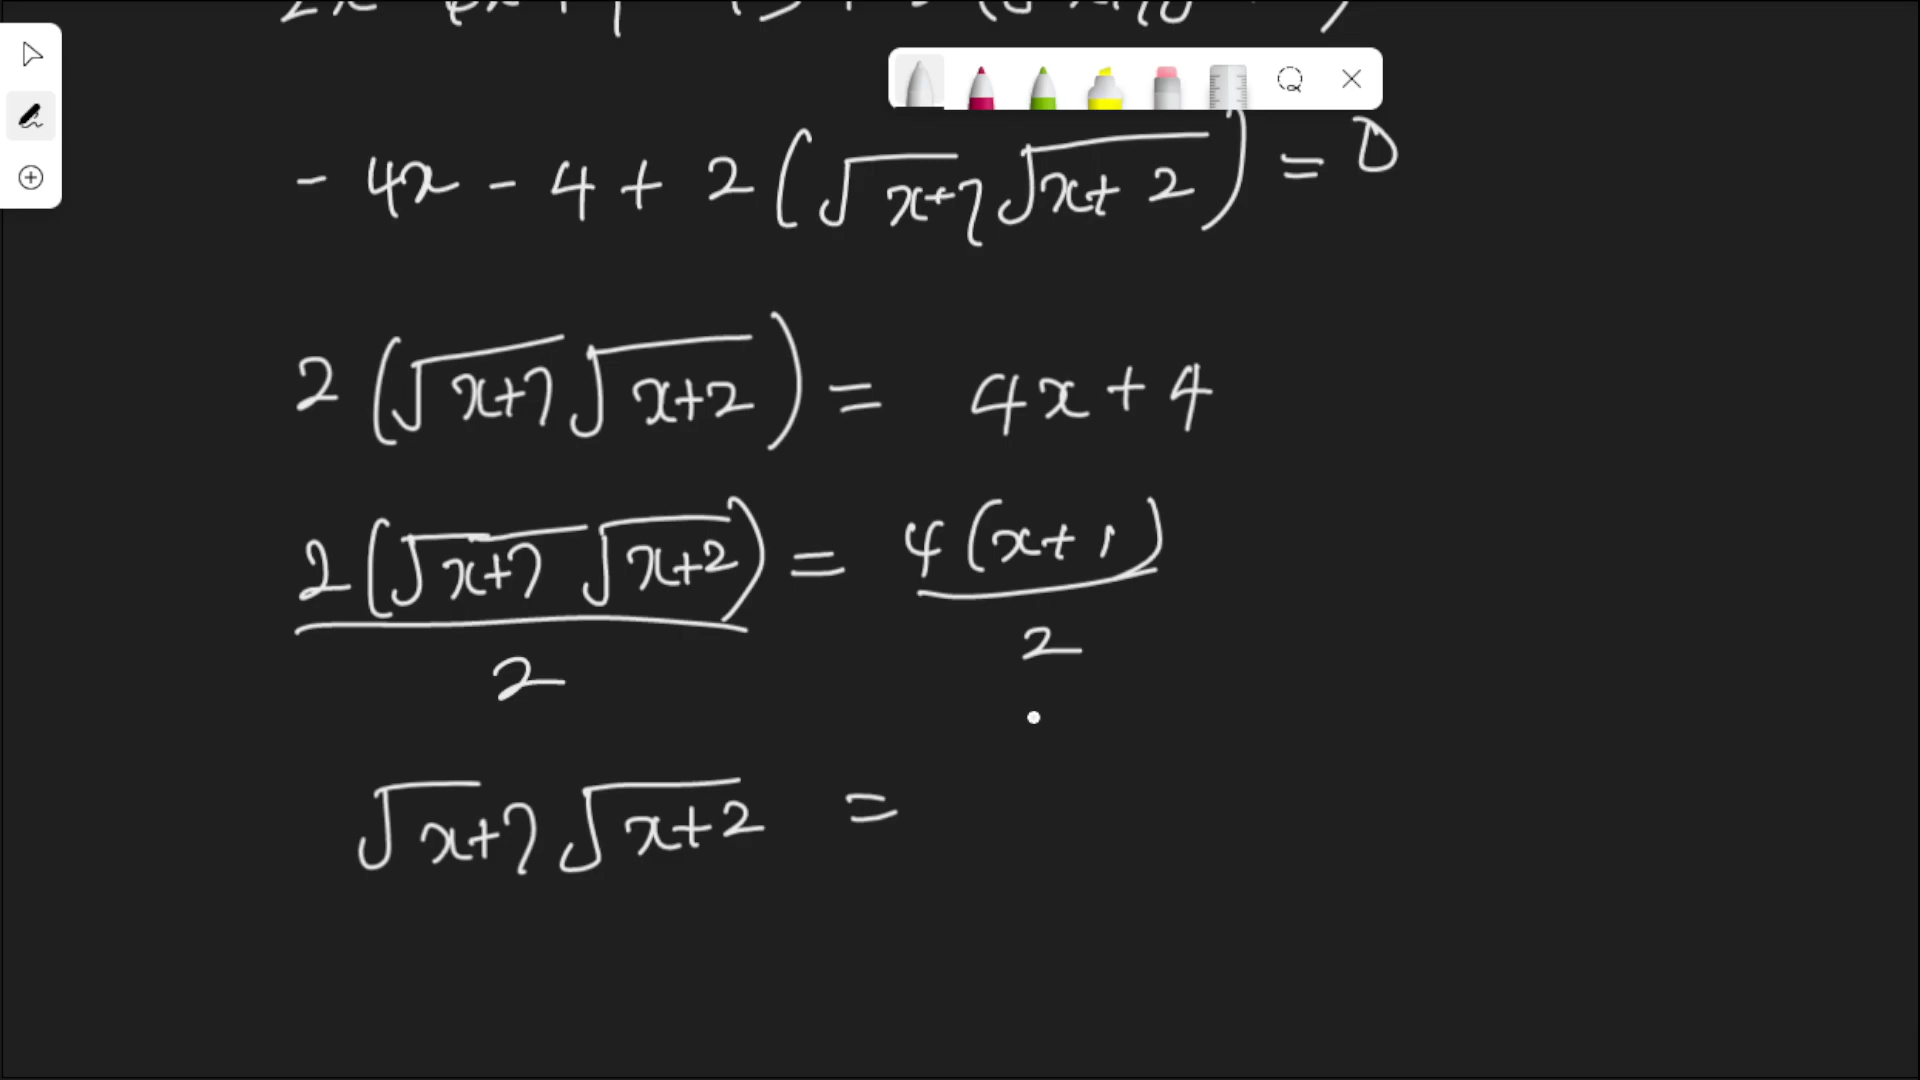 - 4x - 4 + 2(√x+7 √x+2) = 0
2(√x+7 √x+2) = 4x + 4
2(√x+7 √x+2)/2 = 4(x+1)/2
√x+7 √x+2 =